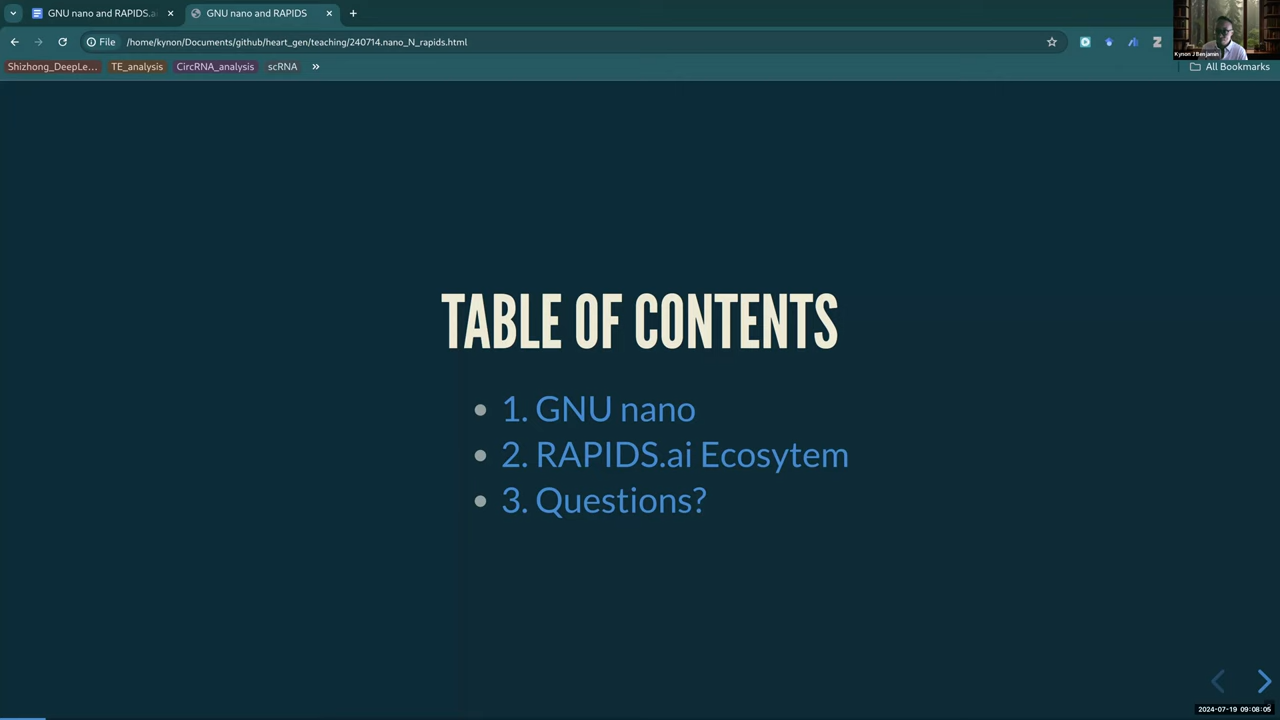 GNU nano and RAPIDS.a
GNU nano and RAPIDS
File
/home/kynon/Documents/github/heart_gen/teaching/240714.nano_N_rapids.html
Shizhong_DeepLe...
TE_analysis
CircRNA_analysis
scRNA
All Bookmarks
Kynon J Benjamin
TABLE OF CONTENTS
1. GNU nano
2. RAPIDS.ai Ecosytem
3. Questions?
2024-07-19 09:08:05